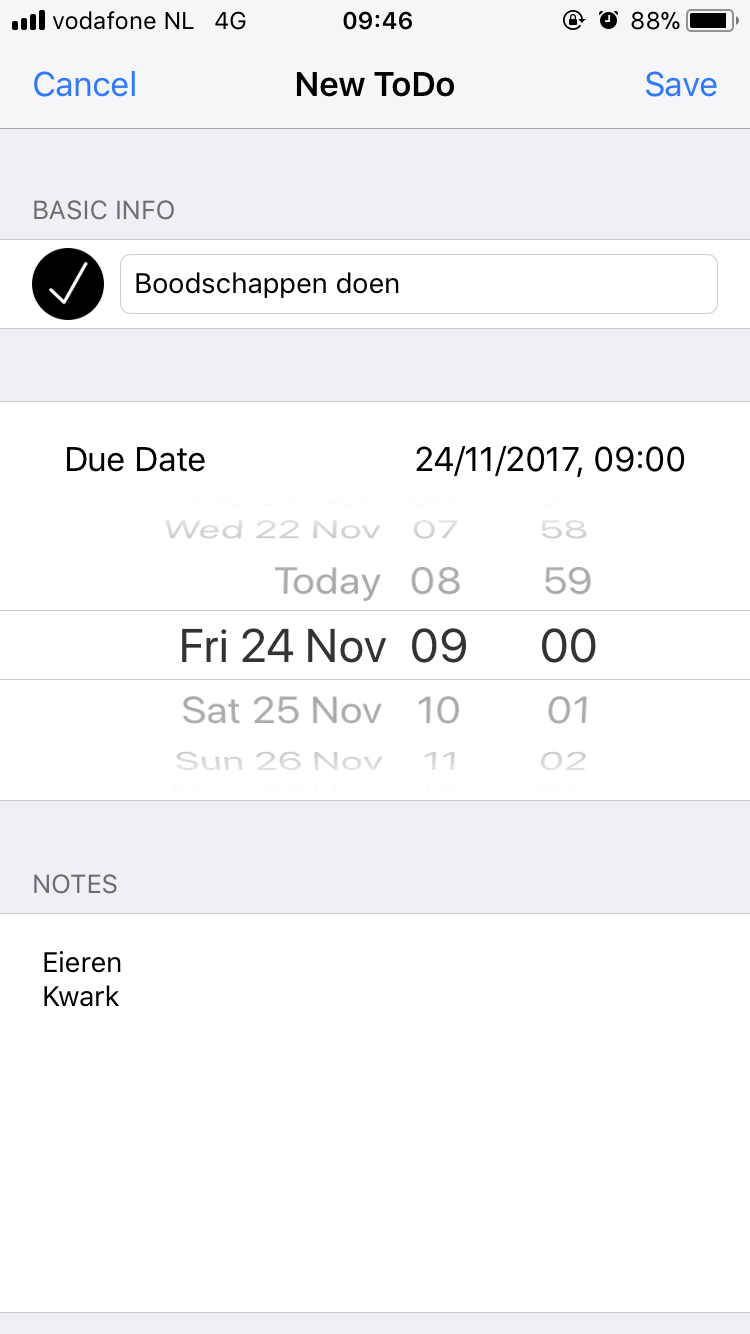 vodafone NL 4G 09:46 88%
Cancel New ToDo Save
BASIC INFO
Boodschappen doen
Due Date 24/11/2017, 09:00
Wed 22 Nov 07 58
Today 08 59
Fri 24 Nov 09 00
Sat 25 Nov 10 01
Sun 26 Nov 11 02
NOTES
Eieren
Kwark